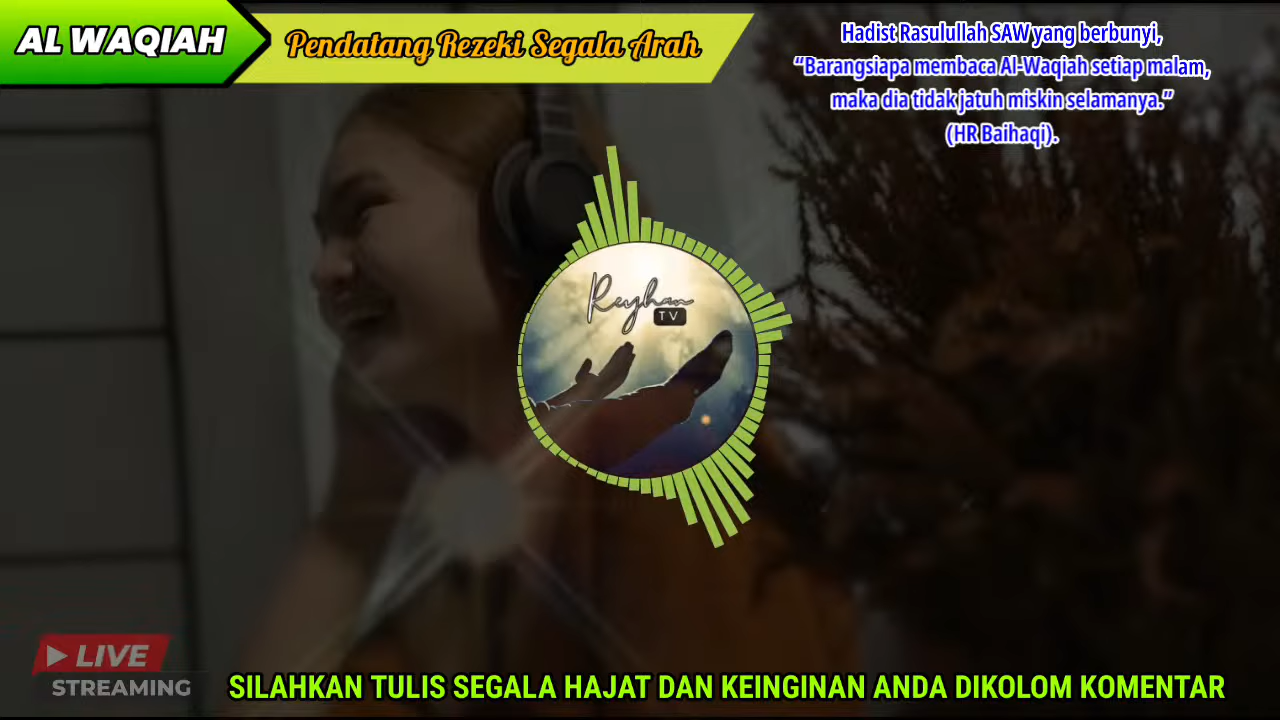 AL WAQIAH
Pendatang Rezeki Segala Arah
Hadist Rasulullah SAW yang berbunyi,
“Barangsiapa membaca Al-Waqiah setiap malam,
maka dia tidak jatuh miskin selamanya.”
(HR Baihaqi).
Reyhan
TV
LIVE
STREAMING
SILAHKAN TULIS SEGALA HAJAT DAN KEINGINAN ANDA DIKOLOM KOMENTAR